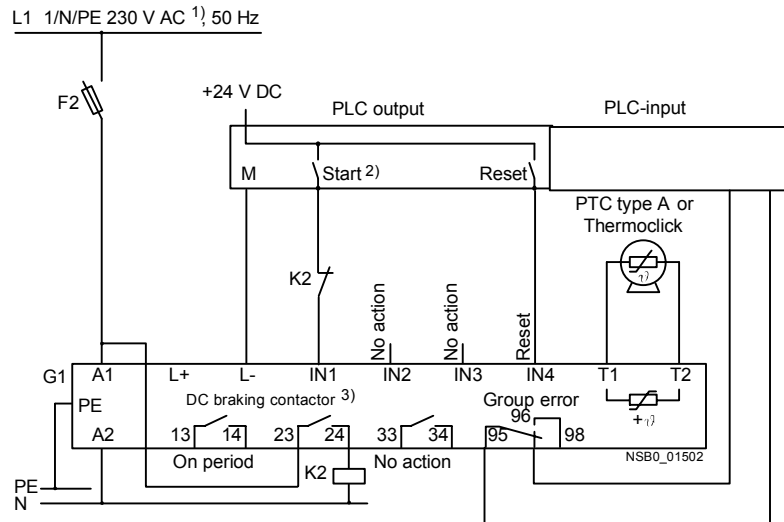 L1 1/N/PE 230 V AC 1), 50 Hz
F2
+24 V DC
PLC output
PLC-input
M
Start 2)
Reset
PTC type A or
Thermoclick
K2
No action
No action
Reset
G1
A1
L+
L-
IN1
IN2
IN3
IN4
T1
T2
PE
DC braking contactor 3)
Group error
A2
13
14
23
24
33
34
95
96
98
On period
K2
No action
NSB0_01502
PE
N